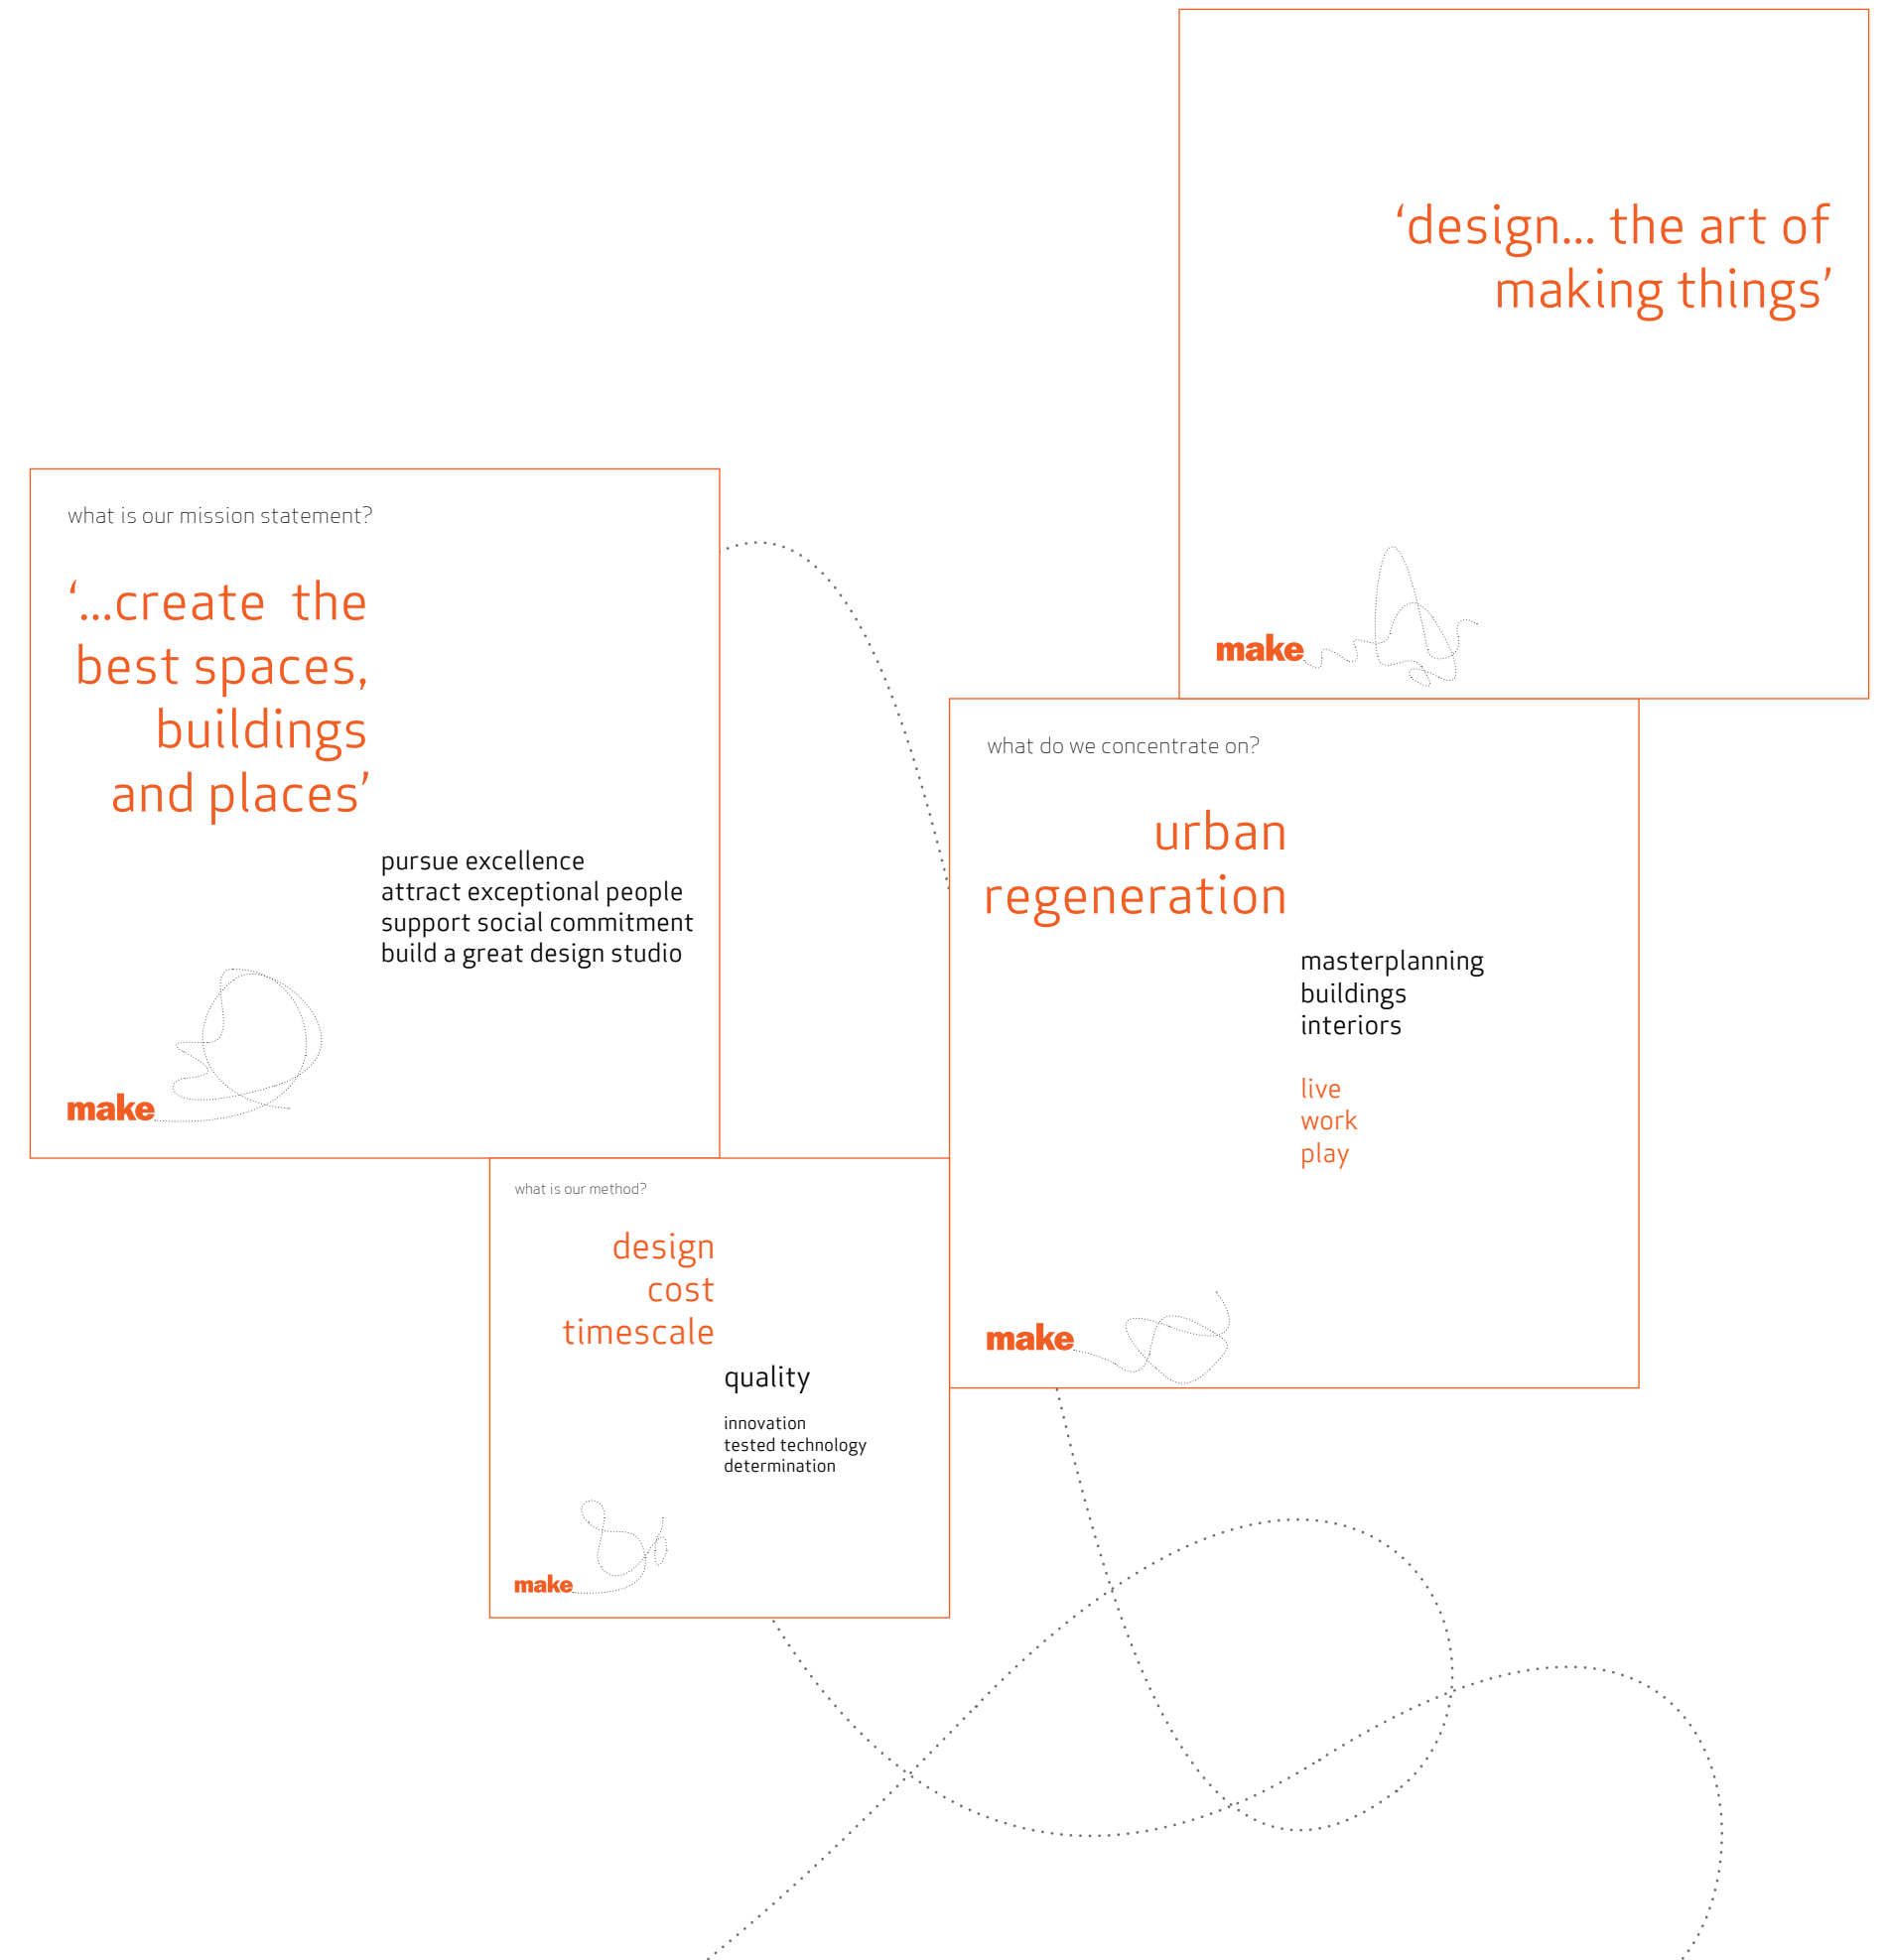 ‘design... the art of
making things’
make
what is our mission statement?
‘...create the
best spaces,
buildings
and places’
pursue excellence
attract exceptional people
support social commitment
build a great design studio
make
what do we concentrate on?
urban
regeneration
masterplanning
buildings
interiors
live
work
play
make
what is our method?
design
cost
timescale
quality
innovation
tested technology
determination
make